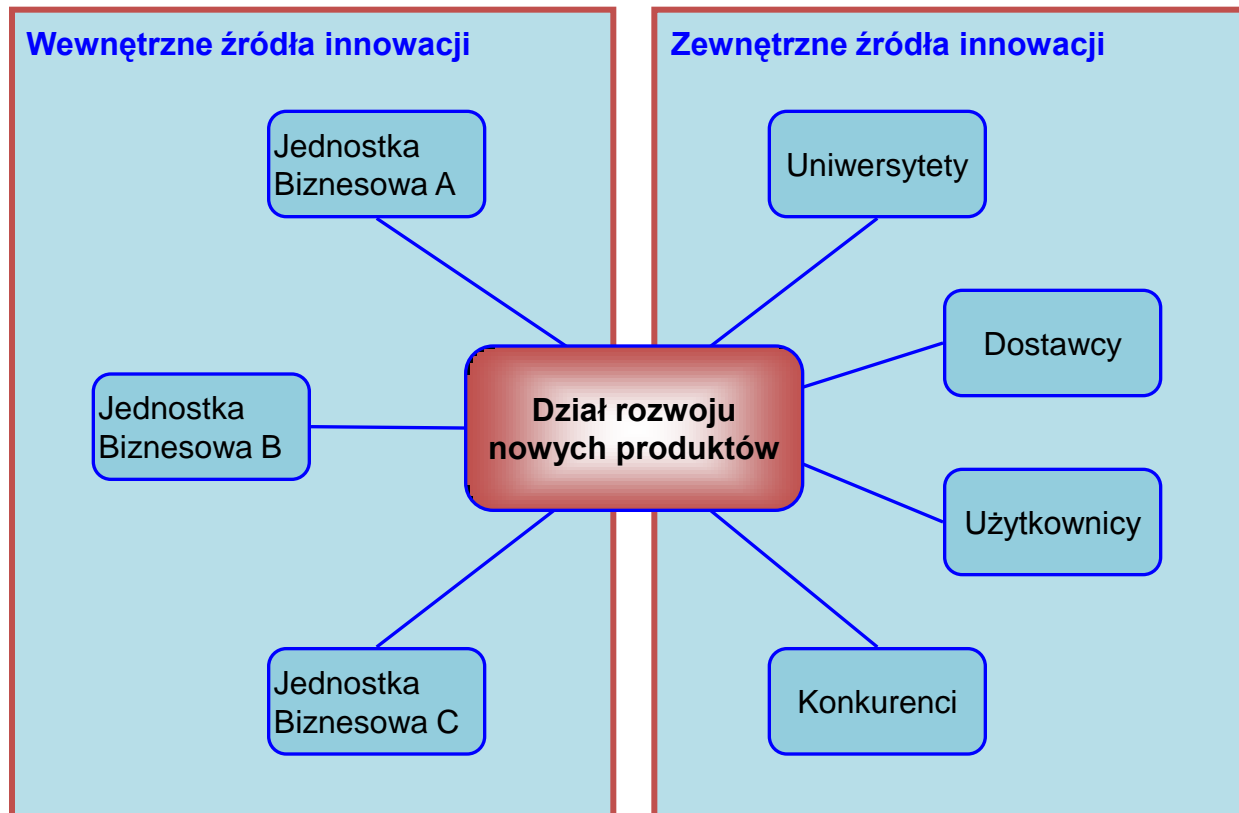 Wewnętrzne źródła innowacji
Jednostka
Biznesowa A
Jednostka
Biznesowa B
Jednostka
Biznesowa C
Dział rozwoju
nowych produktów
Zewnętrzne źródła innowacji
Uniwersytety
Dostawcy
Użytkownicy
Konkurenci